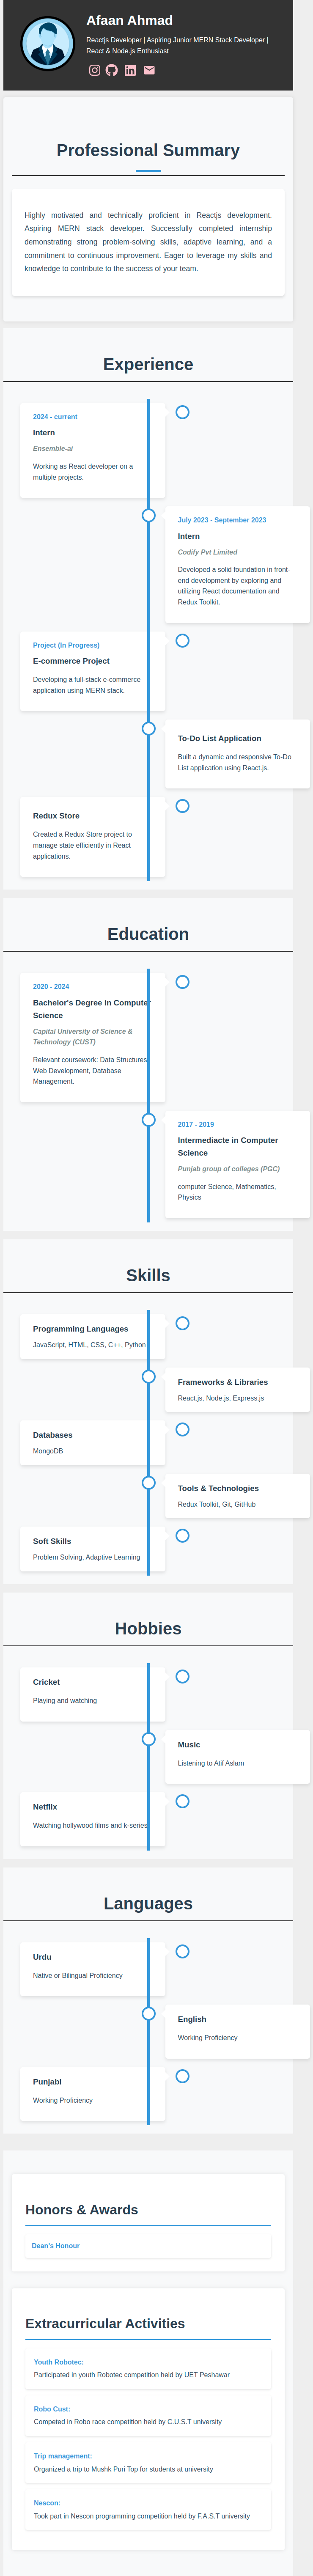 Afaan Ahmad
Reactjs Developer | Aspiring Junior MERN Stack Developer |
React & Node.js Enthusiast
Professional Summary
Highly motivated and technically proficient in Reactjs development.
Aspiring MERN stack developer. Successfully completed internship
demonstrating strong problem-solving skills, adaptive learning, and a
commitment to continuous improvement. Eager to leverage my skills and
knowledge to contribute to the success of your team.
Experience
2024 - current
Intern
Ensemble-ai
Working as React developer on a
multiple projects.
July 2023 - September 2023
Intern
Codify Pvt Limited
Developed a solid foundation in front-
end development by exploring and
utilizing React documentation and
Redux Toolkit.
Project (In Progress)
E-commerce Project
Developing a full-stack e-commerce
application using MERN stack.
To-Do List Application
Built a dynamic and responsive To-Do
List application using React.js.
Redux Store
Created a Redux Store project to
manage state efficiently in React
applications.
Education
2020 - 2024
Bachelor's Degree in Computer
Science
Capital University of Science &
Technology (CUST)
Relevant coursework: Data Structures,
Web Development, Database
Management.
2017 - 2019
Intermediacte in Computer
Science
Punjab group of colleges (PGC)
computer Science, Mathematics,
Physics
Skills
Programming Languages
JavaScript, HTML, CSS, C++, Python
Frameworks & Libraries
React.js, Node.js, Express.js
Databases
MongoDB
Tools & Technologies
Redux Toolkit, Git, GitHub
Soft Skills
Problem Solving, Adaptive Learning
Hobbies
Cricket
Playing and watching
Music
Listening to Atif Aslam
Netflix
Watching hollywood films and k-series
Languages
Urdu
Native or Bilingual Proficiency
English
Working Proficiency
Punjabi
Working Proficiency
Honors & Awards
Dean's Honour
Extracurricular Activities
Youth Robotec:
Participated in youth Robotec competition held by UET Peshawar
Robo Cust:
Competed in Robo race competition held by C.U.S.T university
Trip management:
Organized a trip to Mushk Puri Top for students at university
Nescon:
Took part in Nescon programming competition held by F.A.S.T university